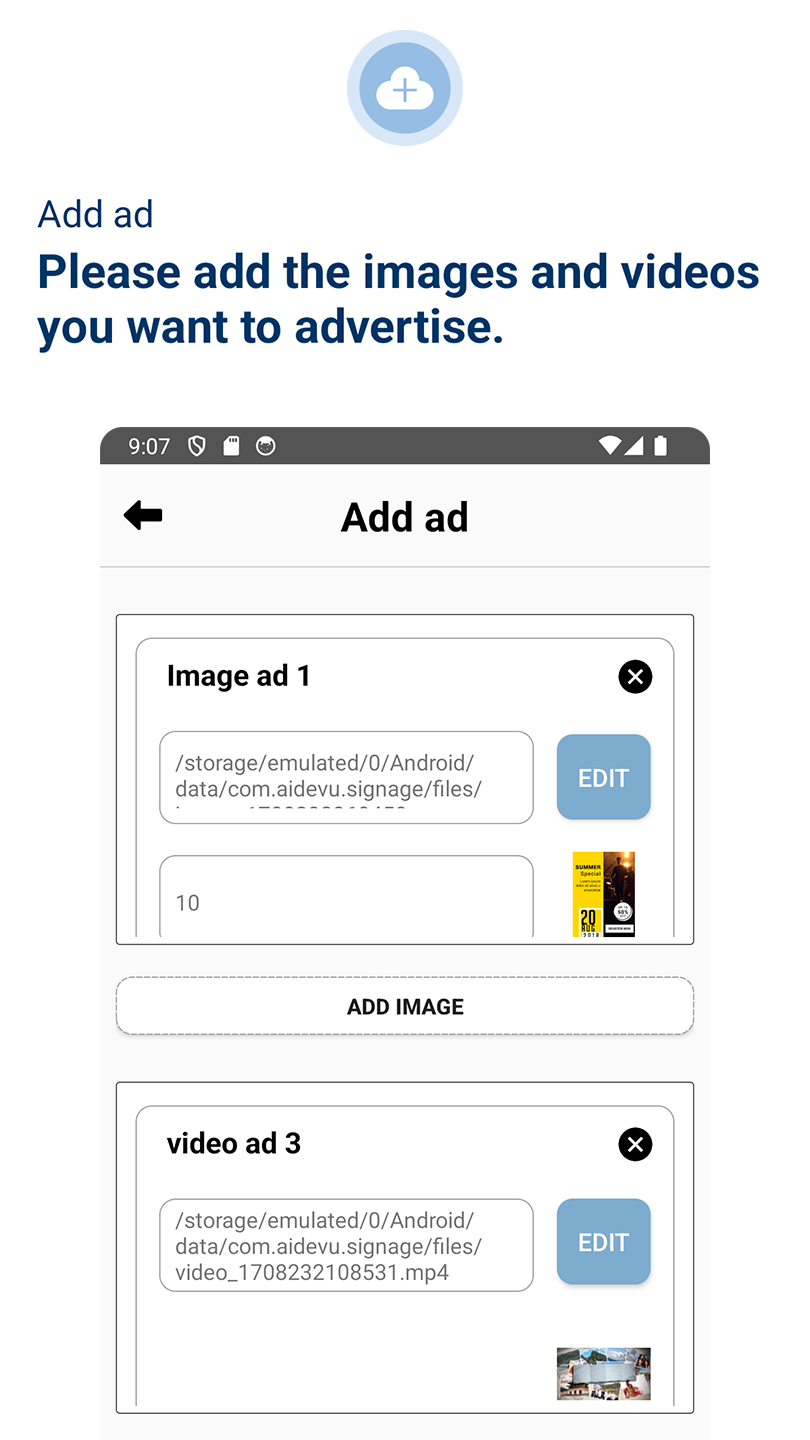 Add ad
Please add the images and videos
you want to advertise.
9:07
Add ad
Image ad 1
/storage/emulated/0/Android/
data/com.aidevu.signage/files/
EDIT
10
SUMMER
Special
20
AUG
2018
UP TO
50%
ADD IMAGE
video ad 3
/storage/emulated/0/Android/
data/com.aidevu.signage/files/
video_1708232108531.mp4
EDIT